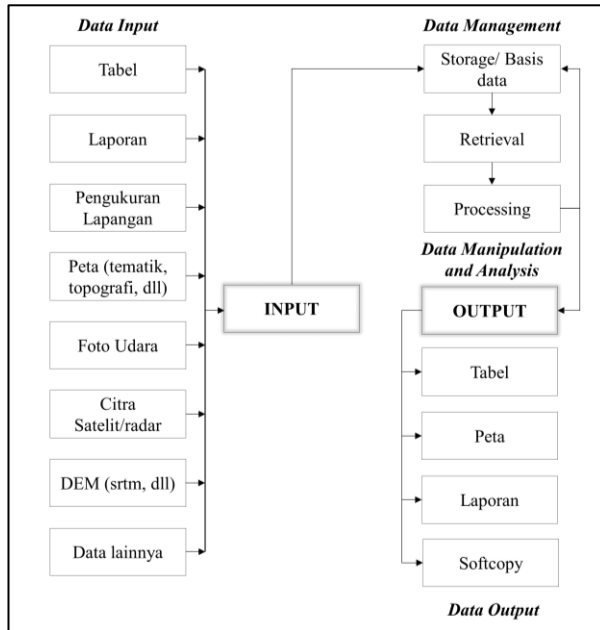 Data Input
Tabel
Laporan
Pengukuran
Lapangan
Peta (tematik,
topografi, dll)
Foto Udara
Citra
Satelit/radar
DEM (srtm, dll)
Data lainnya
INPUT
Data Management
Storage/ Basis
data
Retrieval
Processing
Data Manipulation
and Analysis
OUTPUT
Tabel
Peta
Laporan
Softcopy
Data Output